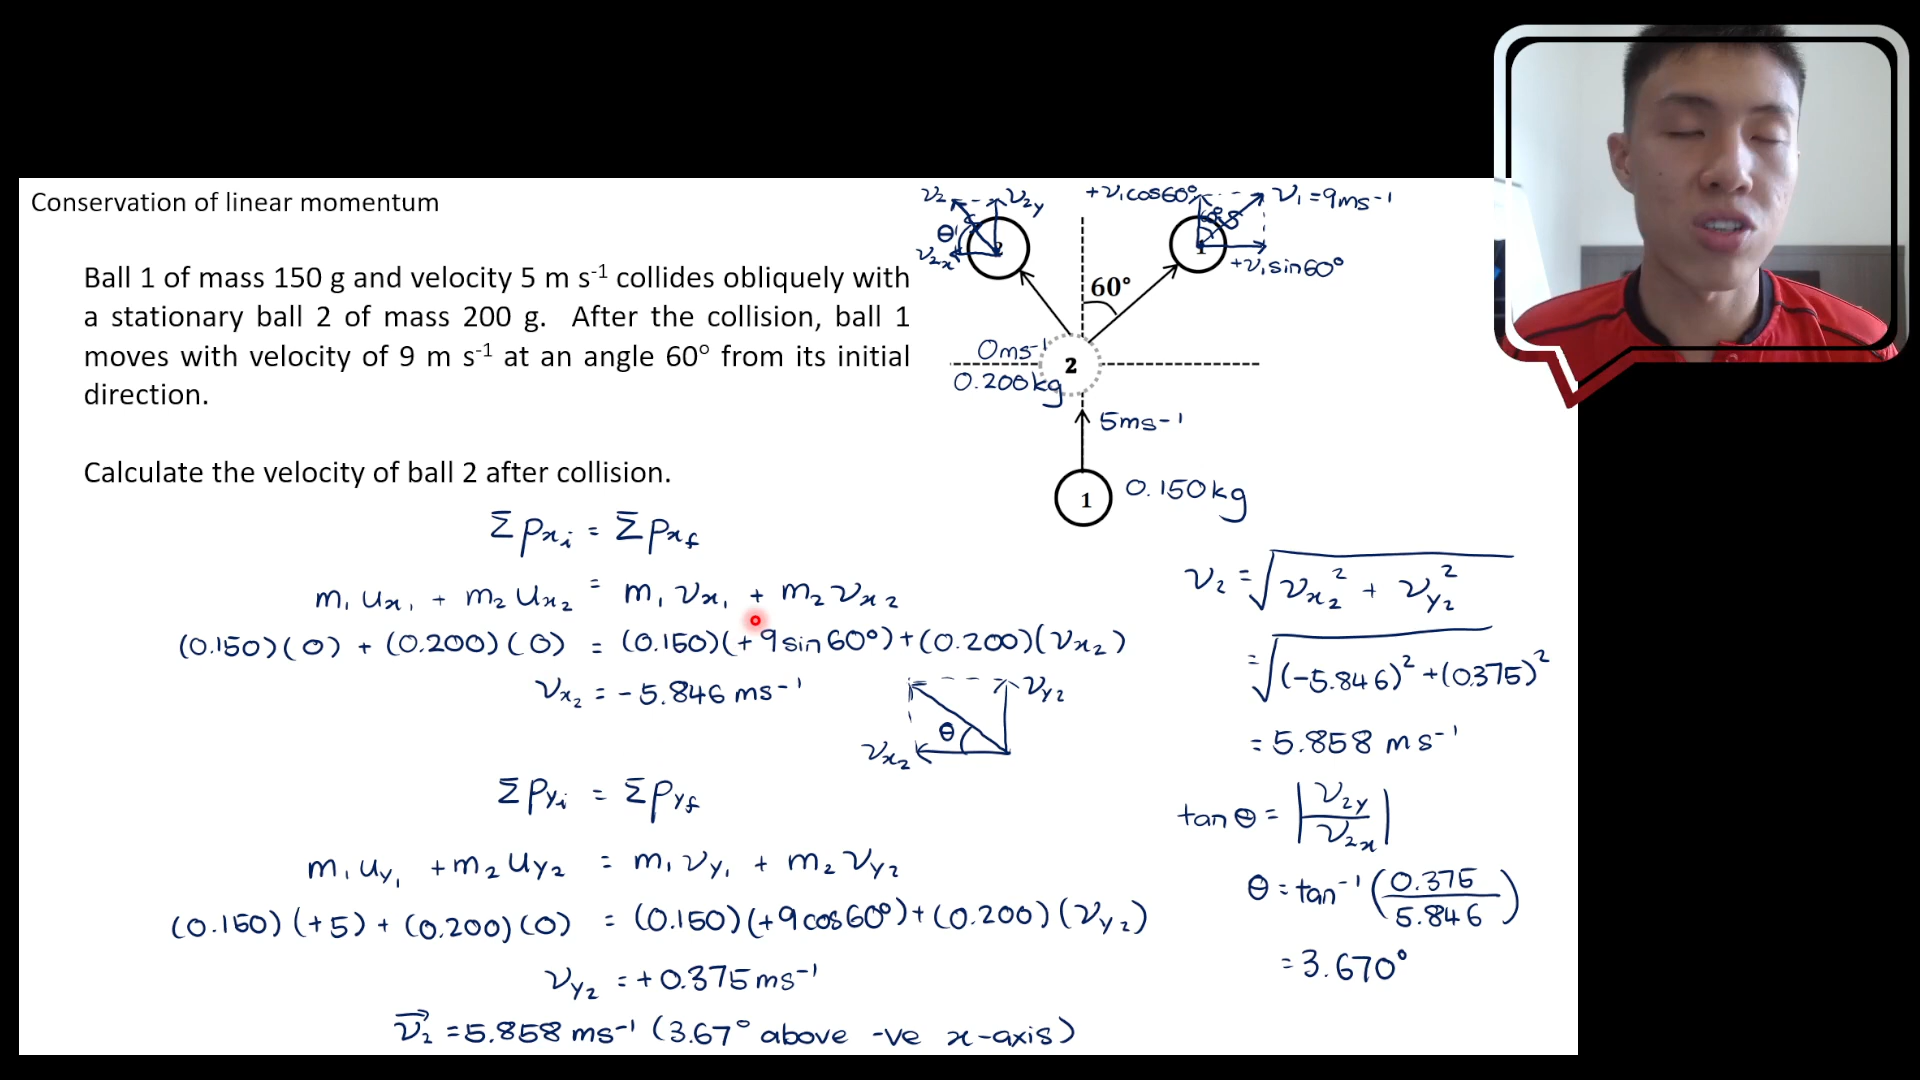 Conservation of linear momentum
Ball 1 of mass 150 g and velocity 5 m s⁻¹ collides obliquely with
a stationary ball 2 of mass 200 g. After the collision, ball 1
moves with velocity of 9 m s⁻¹ at an angle 60° from its initial
direction.
Calculate the velocity of ball 2 after collision.
v₂
v₂y
θ
v₂ₓ
+v₁cos60°
v₁=9ms⁻¹
+v₁sin60°
60°
0ms⁻¹
0.200kg
2
5ms⁻¹
1
0.150kg
Σpxᵢ = Σpx_f
m₁ux₁ + m₂ux₂ = m₁vx₁ + m₂vx₂
(0.150)(0) + (0.200)(0) = (0.150)(+9sin60°)+(0.200)(vx₂)
vx₂ = -5.846 ms⁻¹
vy₂
θ
vx₂
Σpyᵢ = Σpy_f
m₁uy₁ + m₂uy₂ = m₁vy₁ + m₂vy₂
(0.150)(+5) + (0.200)(0) = (0.150)(+9cos60°)+(0.200)(vy₂)
vy₂ = +0.375ms⁻¹
v⃗₂ = 5.858 ms⁻¹ (3.67° above -ve x-axis)
v₂ = √(vx₂² + vy₂²)
= √((-5.846)² + (0.375)²)
= 5.858 ms⁻¹
tanθ = |v₂y/v₂ₓ|
θ = tan⁻¹(0.375/5.846)
= 3.670°